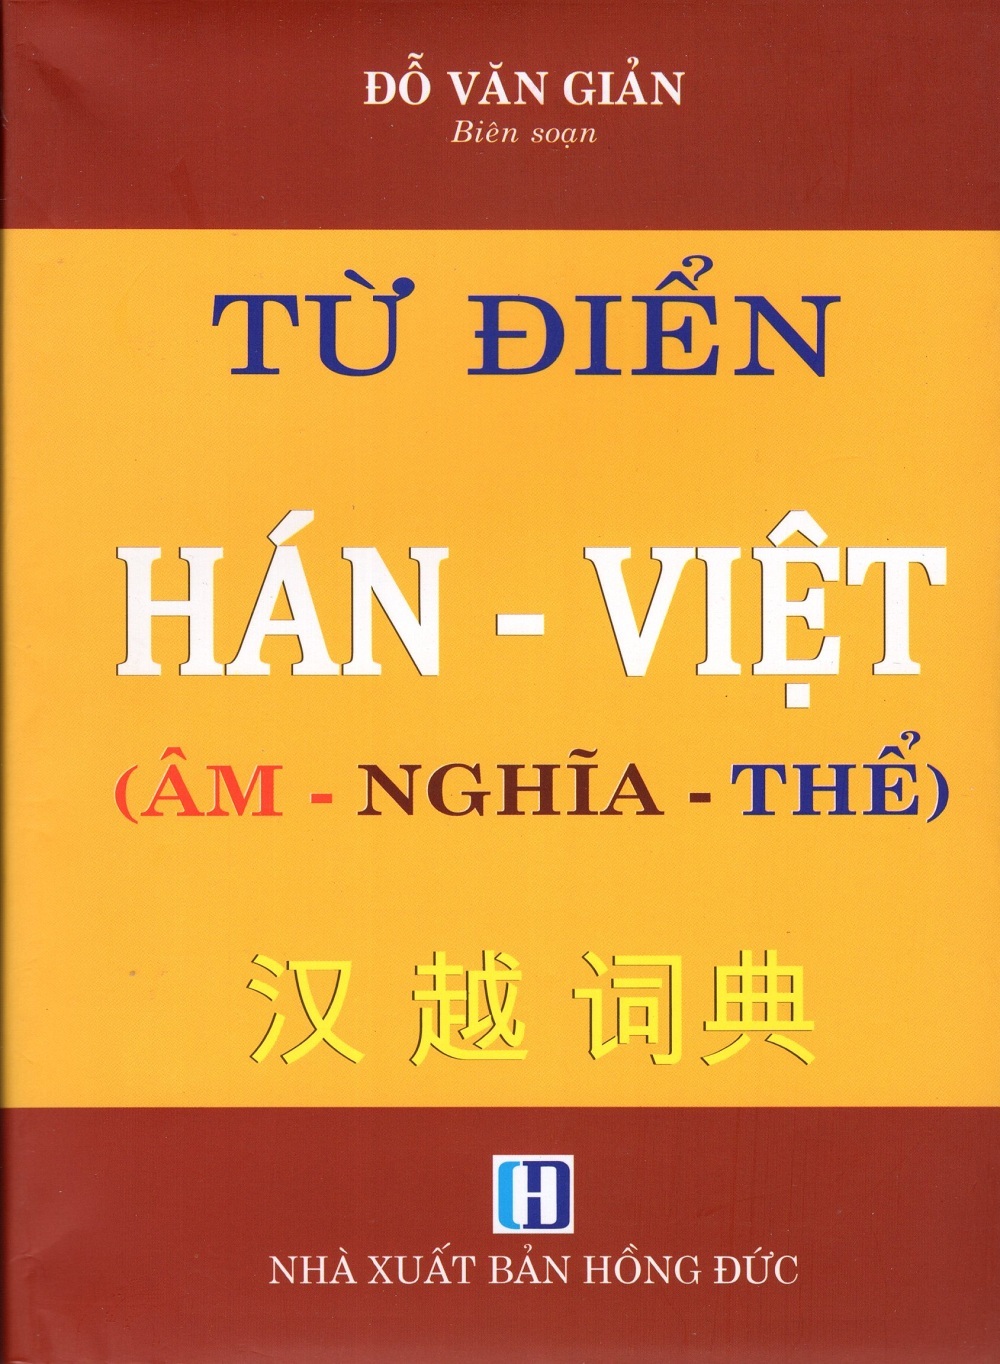 ĐỖ VĂN GIẢN
Biên soạn
TỪ ĐIỂN
HÁN - VIỆT
(ÂM - NGHĨA - THỂ)
汉越词典
HD
NHÀ XUẤT BẢN HỒNG ĐỨC